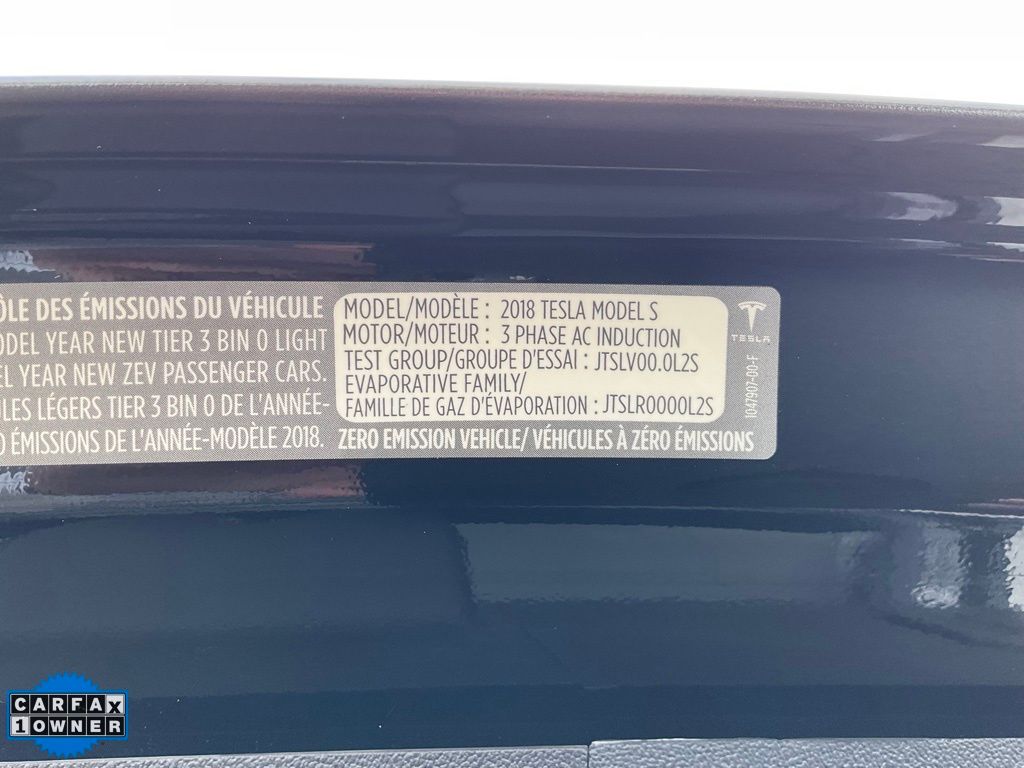 ÔLE DES ÉMISSIONS DU VÉHICULE
ODEL YEAR NEW TIER 3 BIN 0 LIGHT
EL YEAR NEW ZEV PASSENGER CARS.
ULES LÉGERS TIER 3 BIN 0 DE L'ANNÉE-
O ÉMISSIONS DE L'ANNÉE-MODÈLE 2018.
MODEL/MODÈLE : 2018 TESLA MODEL S
MOTOR/MOTEUR : 3 PHASE AC INDUCTION
TEST GROUP/GROUPE D'ESSAI : JTSLV00.0L2S
EVAPORATIVE FAMILY/
FAMILLE DE GAZ D'ÉVAPORATION : JTSLR0000L2S
ZERO EMISSION VEHICLE/ VÉHICULES À ZÉRO ÉMISSIONS
TESLA
1047907-00-F
CARFAX
1 OWNER